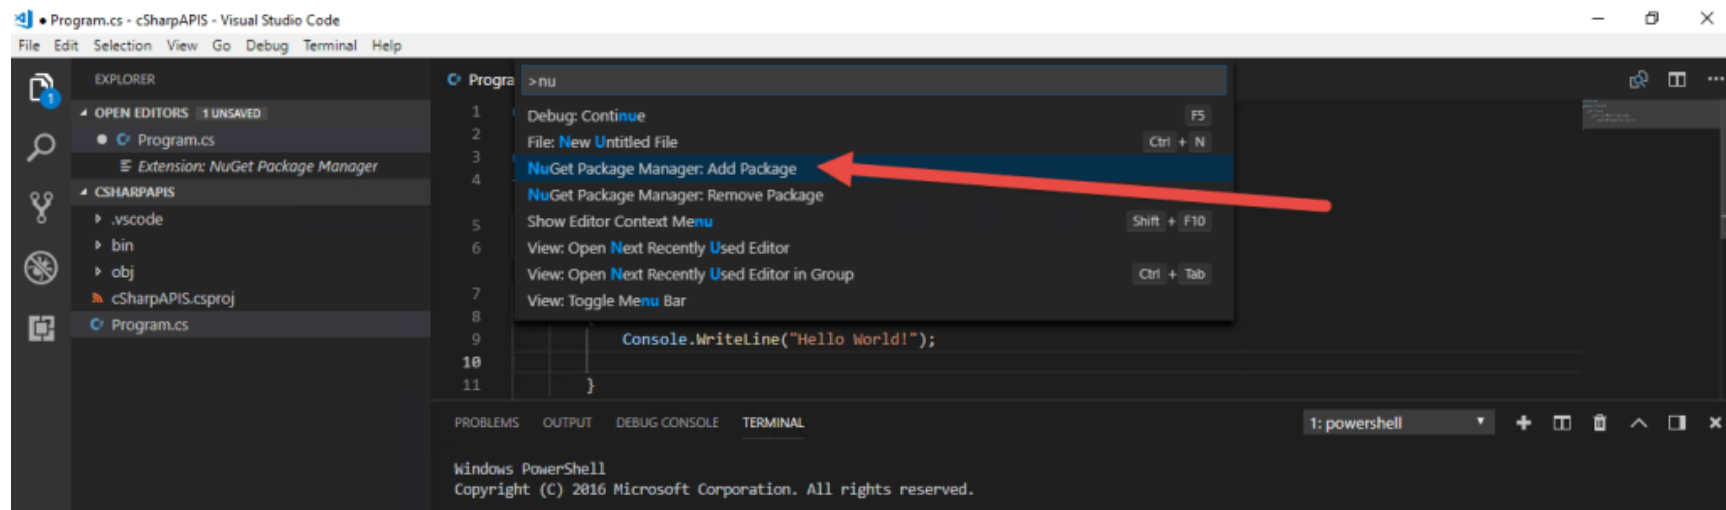 ● Program.cs - cSharpAPIS - Visual Studio Code
File Edit Selection View Go Debug Terminal Help
EXPLORER
OPEN EDITORS 1 UNSAVED
Program.cs
Extension: NuGet Package Manager
CSHARPAPIS
.vscode
bin
obj
cSharpAPIS.csproj
Program.cs
1
C# Progra
>nu
Debug: Continue F5
File: New Untitled File Ctrl + N
NuGet Package Manager: Add Package
NuGet Package Manager: Remove Package
Show Editor Context Menu Shift + F10
View: Open Next Recently Used Editor
View: Open Next Recently Used Editor in Group Ctrl + Tab
View: Toggle Menu Bar
1
2
3
4
5
6
7
8
9 Console.WriteLine("Hello World!");
10
11 }
PROBLEMS OUTPUT DEBUG CONSOLE TERMINAL 1: powershell
Windows PowerShell
Copyright (C) 2016 Microsoft Corporation. All rights reserved.